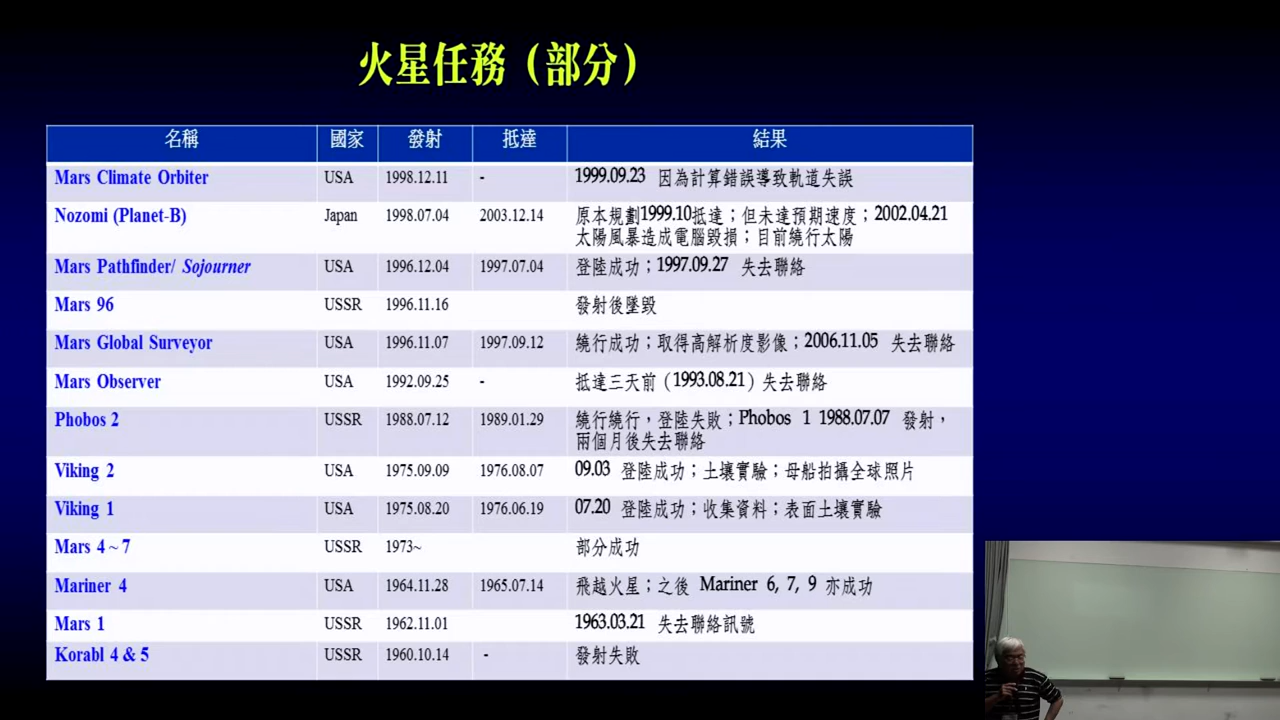 火星任務（部分）
名稱 國家 發射 抵達 結果
Mars Climate Orbiter USA 1998.12.11 - 1999.09.23 因為計算錯誤導致軌道失誤
Nozomi (Planet-B) Japan 1998.07.04 2003.12.14 原本規劃1999.10抵達；但未達預期速度；2002.04.21
太陽風暴造成電腦毀損；目前繞行太陽
Mars Pathfinder/ Sojourner USA 1996.12.04 1997.07.04 登陸成功；1997.09.27 失去聯絡
Mars 96 USSR 1996.11.16 發射後墜毀
Mars Global Surveyor USA 1996.11.07 1997.09.12 繞行成功；取得高解析度影像；2006.11.05 失去聯絡
Mars Observer USA 1992.09.25 - 抵達三天前（1993.08.21）失去聯絡
Phobos 2 USSR 1988.07.12 1989.01.29 繞行繞行，登陸失敗；Phobos 1 1988.07.07 發射，
兩個月後失去聯絡
Viking 2 USA 1975.09.09 1976.08.07 09.03 登陸成功；土壤實驗；母船拍攝全球照片
Viking 1 USA 1975.08.20 1976.06.19 07.20 登陸成功；收集資料；表面土壤實驗
Mars 4 ~ 7 USSR 1973~ 部分成功
Mariner 4 USA 1964.11.28 1965.07.14 飛越火星；之後 Mariner 6, 7, 9 亦成功
Mars 1 USSR 1962.11.01 1963.03.21 失去聯絡訊號
Korabl 4 & 5 USSR 1960.10.14 - 發射失敗